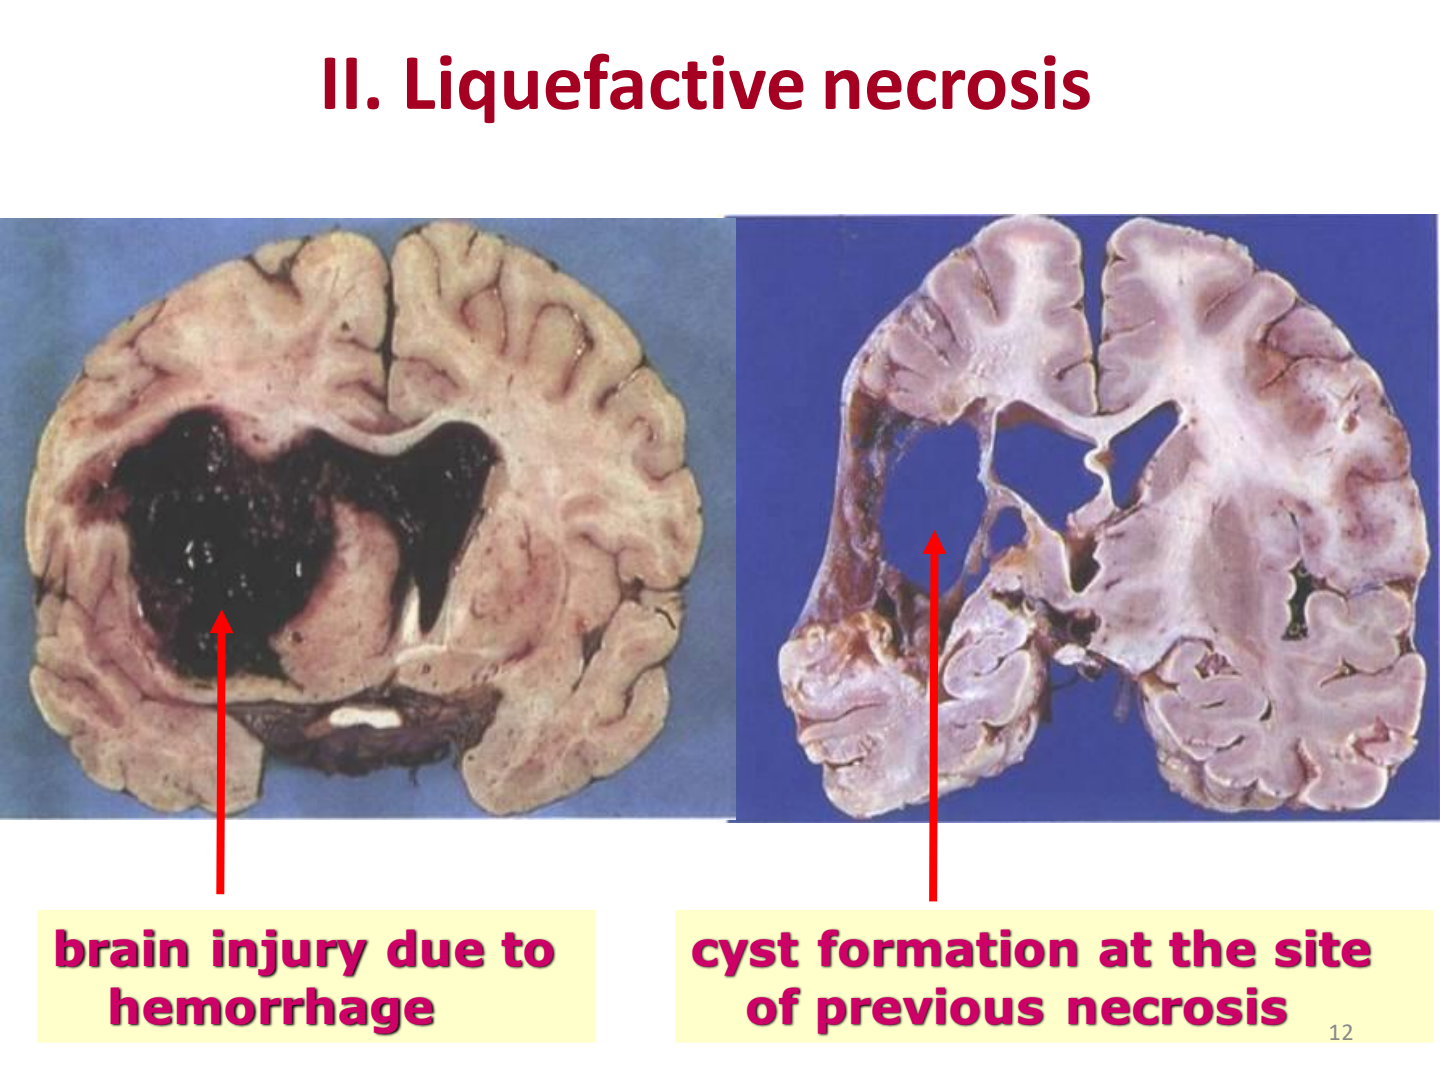 II. Liquefactive necrosis
brain injury due to
hemorrhage
cyst formation at the site
of previous necrosis
12